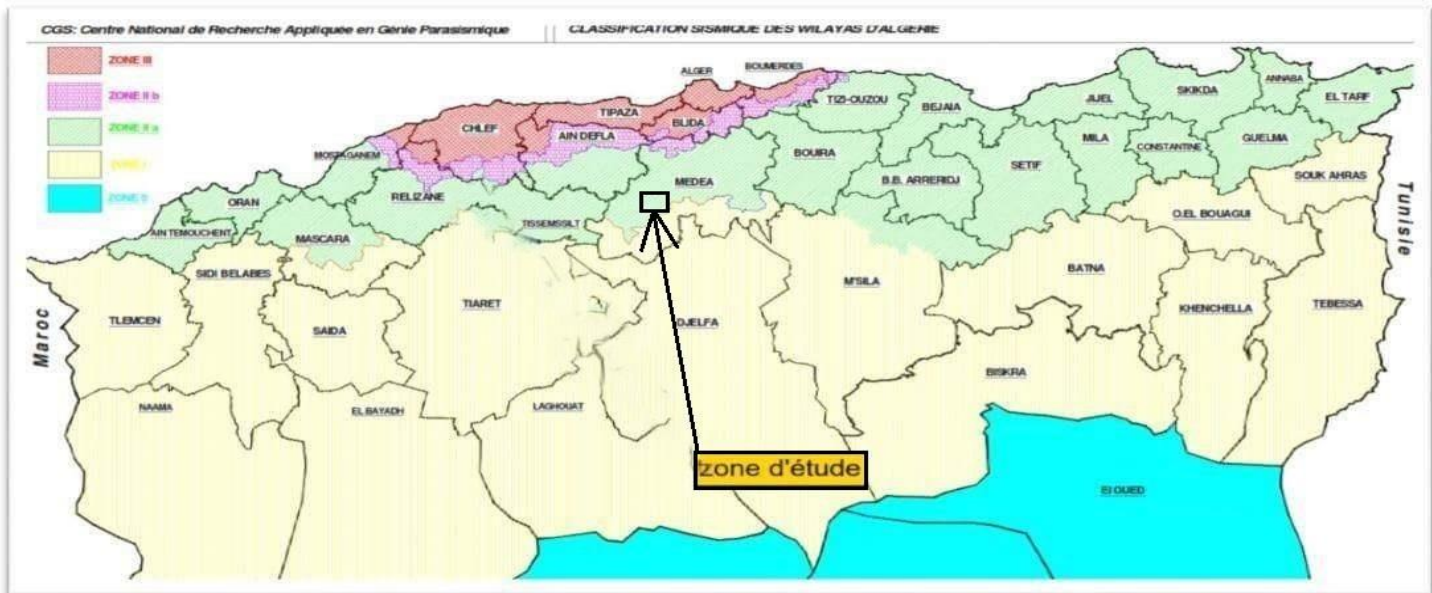 CGS: Centre National de Recherche Appliquée en Génie Parasismique
CLASSIFICATION SISMIQUE DES WILAYAS D'ALGERIE
ZONE III
ZONE II b
ZONE II a
ZONE I
ZONE 0
ALGER
BOUMERDES
TIPAZA
BLIDA
CHLEF
AIN DEFLA
TIZI-OUZOU
BEJAIA
JIJEL
SKIKDA
ANNABA
EL TARF
MOSTAGANEM
RELIZANE
MEDEA
BOUIRA
B.B. ARRERIDJ
SETIF
MILA
CONSTANTINE
GUELMA
SOUK AHRAS
ORAN
AIN TEMOUCHENT
MASCARA
TISSEMSSILT
O.EL BOUAGUI
SIDI BELABES
TLEMCEN
SAIDA
TIARET
DJELFA
M'SILA
BATNA
KHENCHELLA
TEBESSA
BISKRA
NAAMA
EL BAYADH
LAGHOUAT
El OUED
Maroc
Tunisie
zone d'étude